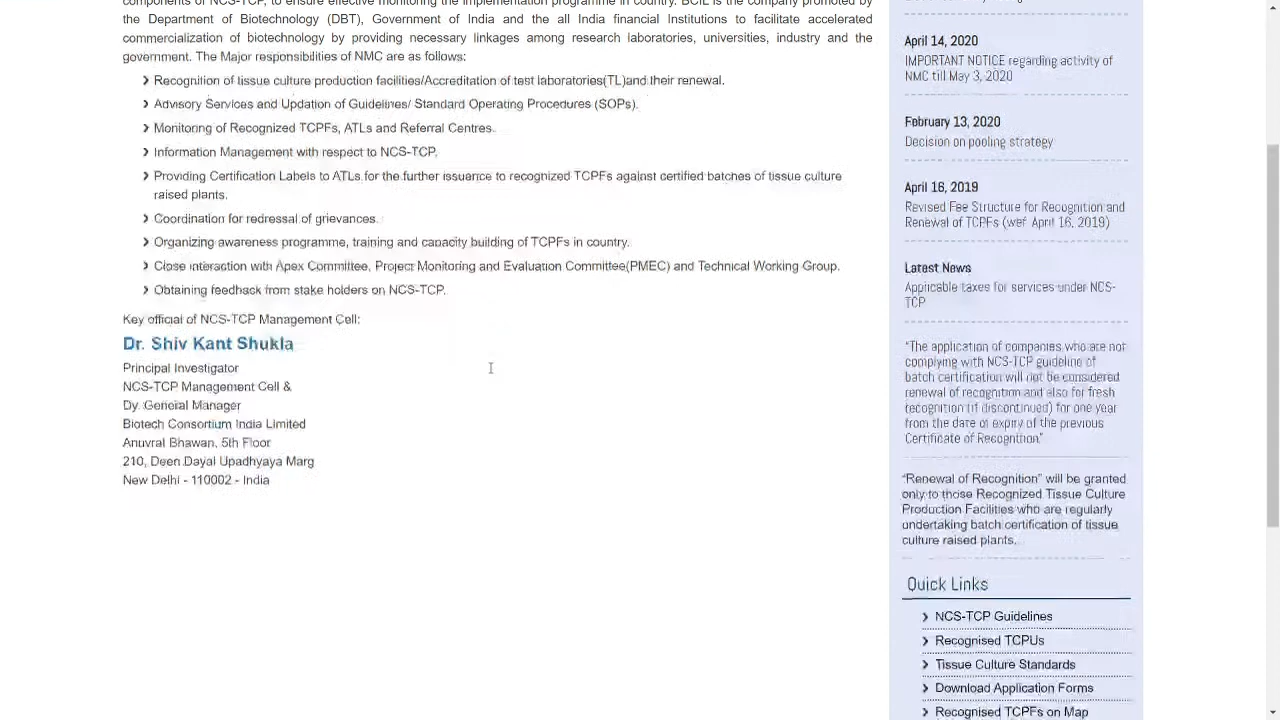 components of NCS-TCP, to ensure effective monitoring the implementation programme in country. BCIL is the company promoted by
the Department of Biotechnology (DBT), Government of India and the all India financial Institutions to facilitate accelerated
commercialization of biotechnology by providing necessary linkages among research laboratories, universities, industry and the
government. The Major responsibilities of NMC are as follows:
Recognition of tissue culture production facilities/Accreditation of test laboratories(TL)and their renewal.
Advisory Services and Updation of Guidelines/ Standard Operating Procedures (SOPs).
Monitoring of Recognized TCPFs, ATLs and Referral Centres.
Information Management with respect to NCS-TCP.
Providing Certification Labels to ATLs for the further issuance to recognized TCPFs against certified batches of tissue culture
raised plants.
Coordination for redressal of grievances.
Organizing awareness programme, training and capacity building of TCPFs in country.
Close interaction with Apex Committee, Project Monitoring and Evaluation Committee(PMEC) and Technical Working Group.
Obtaining feedback from stake holders on NCS-TCP.
Key official of NCS-TCP Management Cell:
Dr. Shiv Kant Shukla
Principal Investigator
NCS-TCP Management Cell &
Dy. General Manager
Biotech Consortium India Limited
Anuvrat Bhawan, 5th Floor
210, Deen Dayal Upadhyaya Marg
New Delhi - 110002 - India
April 14, 2020
IMPORTANT NOTICE regarding activity of
NMC till May 3, 2020
February 13, 2020
Decision on pooling strategy
April 16, 2019
Revised Fee Structure for Recognition and
Renewal of TCPFs (wef April 16, 2019)
Latest News
Applicable taxes for services under NCS-
TCP
"The application of companies who are not
complying with NCS-TCP guideline of
batch certification will not be considered
renewal of recognition and also for fresh
recognition (if discontinued) for one year
from the date of expiry of the previous
Certificate of Recognition"
"Renewal of Recognition" will be granted
only to those Recognized Tissue Culture
Production Facilities who are regularly
undertaking batch certification of tissue
culture raised plants.
Quick Links
NCS-TCP Guidelines
Recognised TCPUs
Tissue Culture Standards
Download Application Forms
Recognised TCPFs on Map